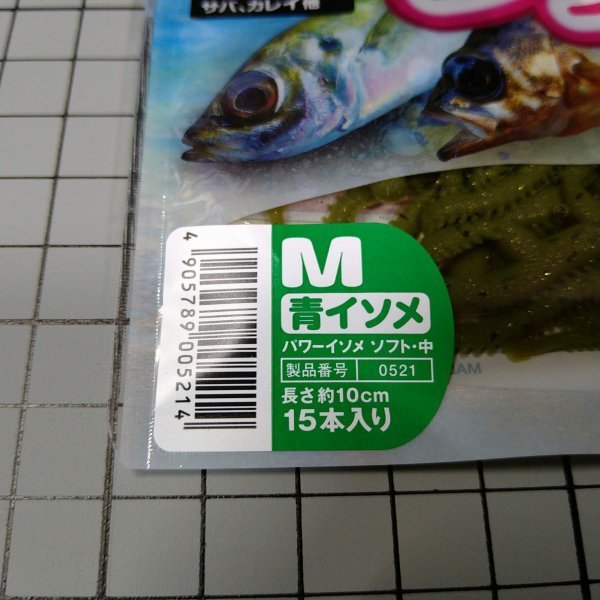 サバ、カレイ他
M
青イソメ
パワーイソメ ソフト・中
製品番号 0521
長さ約10cm
15本入り
4 905789 005214